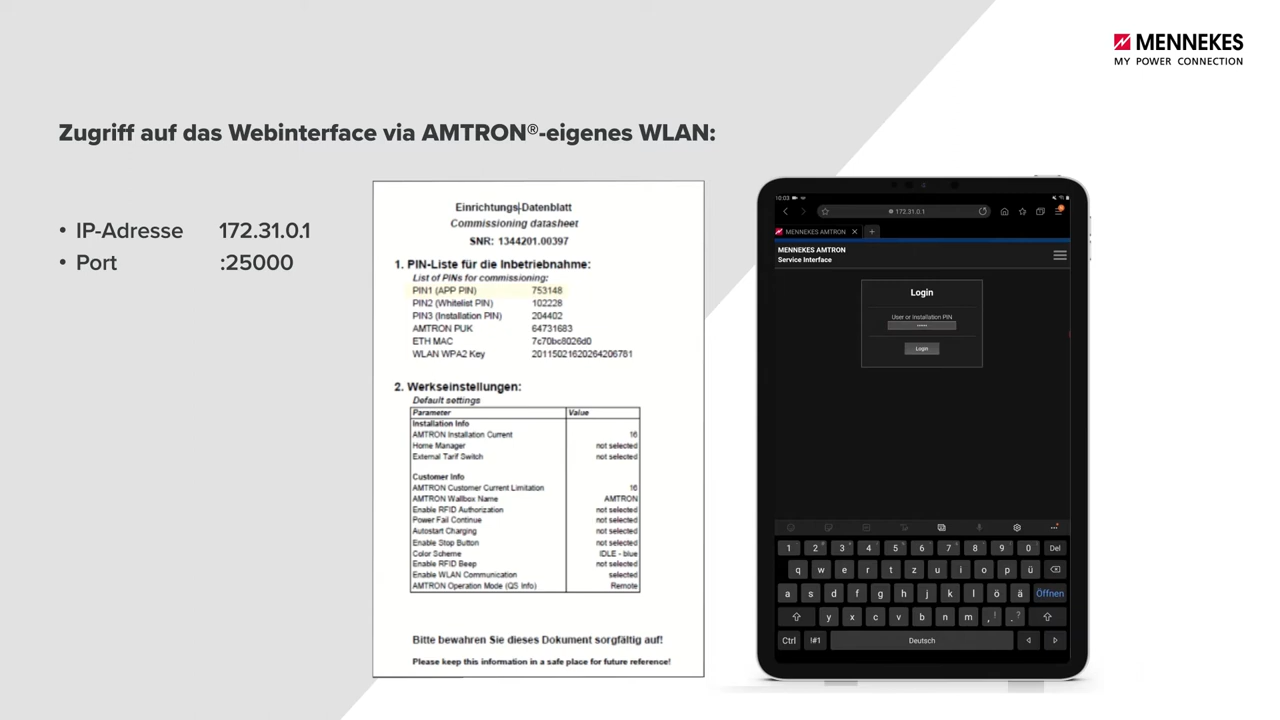 MENNEKES
MY POWER CONNECTION
Zugriff auf das Webinterface via AMTRON®-eigenes WLAN:
• IP-Adresse 172.31.0.1
• Port :25000
Einrichtungs-Datenblatt
Commissioning datasheet
SNR: 1344201.00397
1. PIN-Liste für die Inbetriebnahme:
List of PINs for commissioning:
PIN1 (APP PIN) 753148
PIN2 (Whitelist PIN) 102228
PIN3 (Installation PIN) 204402
AMTRON PUK 64731683
ETH MAC 7c70bc8026d0
WLAN WPA2 Key 20115021620264206781
2. Werkseinstellungen:
Default settings
Parameter Value
Installation Info
AMTRON Installation Current 16
Home Manager not selected
External Tarif Switch not selected
Customer Info
AMTRON Customer Current Limitation 16
AMTRON Wallbox Name AMTRON
Enable RFID Authorization not selected
Power Fail Continue not selected
Autostart Charging not selected
Enable Stop Button not selected
Color Scheme IDLE - blue
Enable RFID Beep not selected
Enable WLAN Communication selected
AMTRON Operation Mode (QS Info) Remote
Bitte bewahren Sie dieses Dokument sorgfältig auf!
Please keep this information in a safe place for future reference!
10:03
172.31.0.1
MENNEKES AMTRON
MENNEKES AMTRON
Service Interface
Login
User or Installation PIN
Login
1 2 3 4 5 6 7 8 9 0 Del
q w e r t z u i o p ü
a s d f g h j k l ö ä Öffnen
y x c v b n m , ! . ?
Ctrl !#1 Deutsch